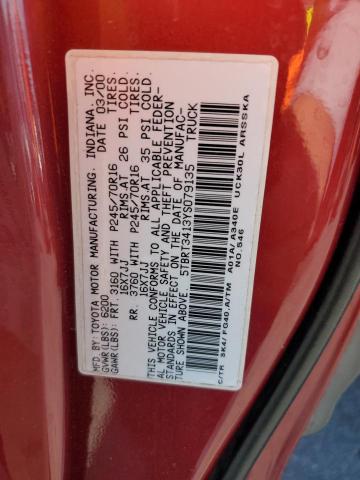 MFD. BY TOYOTA MOTOR MANUFACTURING, INDIANA, INC.
GVWR(LBS): 6200 03/00
GAWR(LBS): FRT. 3160 WITH P245/70R16 TIRES.
16X7JJ RIMS.AT 26 PSI COLD.
RR. 3760 WITH P245/70R16 TIRES.
16X7JJ RIMS.AT 35 PSI COLD.
THIS VEHICLE CONFORMS TO ALL APPLICABLE FEDER-
AL MOTOR VEHICLE SAFETY AND
STANDARDS IN EFFECT ON THE DATE OF MANUFAC-
TURE SHOWN ABOVE.
5TBRT3413YS079135 TRUCK
C/TR 3K4/FG40,A/TM A01A/A340E UCK30L ARSSKA
NO.546